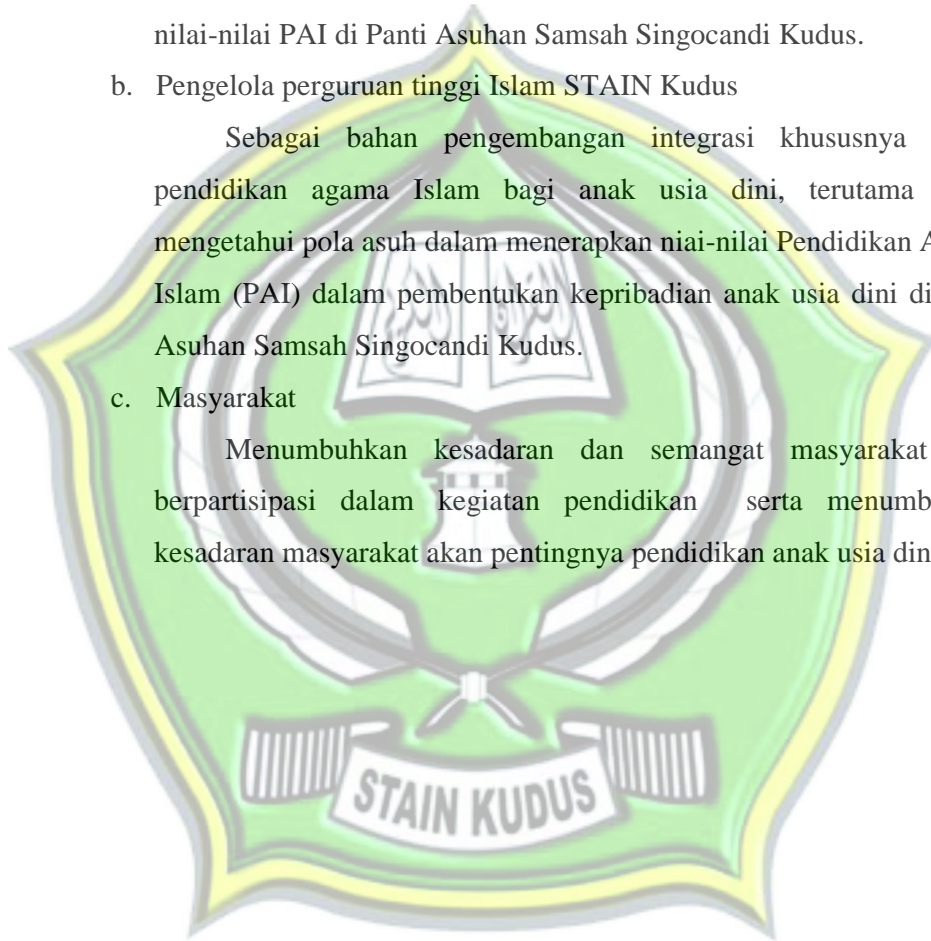 nilai-nilai PAI di Panti Asuhan Samsah Singocandi Kudus.
b. Pengelola perguruan tinggi Islam STAIN Kudus
Sebagai bahan pengembangan integrasi khususnya
pendidikan agama Islam bagi anak usia dini, terutama
mengetahui pola asuh dalam menerapkan niai-nilai Pendidikan A
Islam (PAI) dalam pembentukan kepribadian anak usia dini di
Asuhan Samsah Singocandi Kudus.
c. Masyarakat
Menumbuhkan kesadaran dan semangat masyarakat
berpartisipasi dalam kegiatan pendidikan serta menumb
kesadaran masyarakat akan pentingnya pendidikan anak usia din
STAIN KUDUS